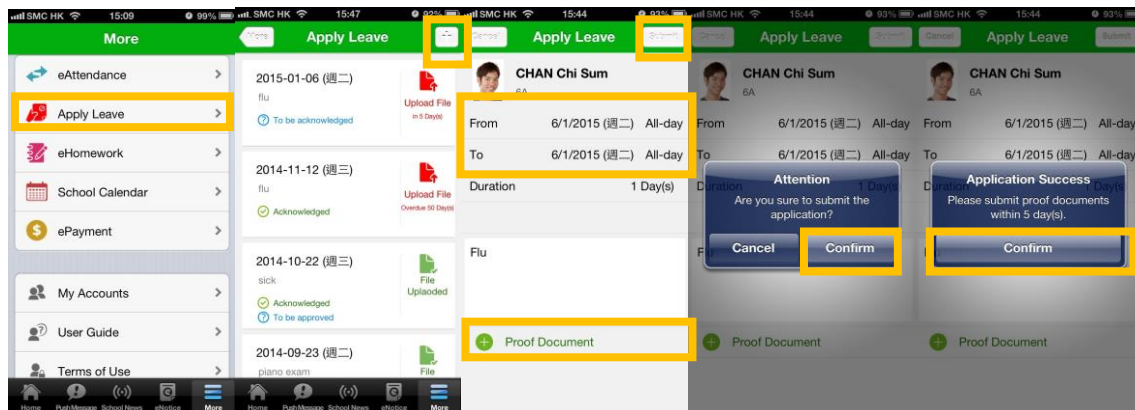 SMC HK 15:09 99%
More
eAttendance
Apply Leave
eHomework
School Calendar
ePayment
My Accounts
User Guide
Terms of Use
Home Push Message School News eNotice More
SMC HK 15:47 92%
More Apply Leave
2015-01-06 (週二)
flu
To be acknowledged
Upload File
in 5 Day(s)
2014-11-12 (週三)
flu
Acknowledged
Upload File
Overdue 50 Day(s)
2014-10-22 (週三)
sick
Acknowledged
To be approved
File
Uplaoded
2014-09-23 (週二)
piano exam
File
Home Push Message School News eNotice More
SMC HK 15:44 93%
Cancel Apply Leave Submit
CHAN Chi Sum
6A
From 6/1/2015 (週二) All-day
To 6/1/2015 (週二) All-day
Duration 1 Day(s)
Flu
Proof Document
SMC HK 15:44 93%
Cancel Apply Leave Submit
CHAN Chi Sum
6A
From 6/1/2015 (週二) All-day
To 6/1/2015 (週二) All-day
Duration 1 Day(s)
Attention
Are you sure to submit the
application?
Cancel Confirm
Proof Document
SMC HK 15:44
Cancel Apply Leave Submit
CHAN Chi Sum
6A
From 6/1/2015 (週二) All-day
To 6/1/2015 (週二) All-day
Application Success
Please submit proof documents
within 5 day(s).
Confirm
Proof Document